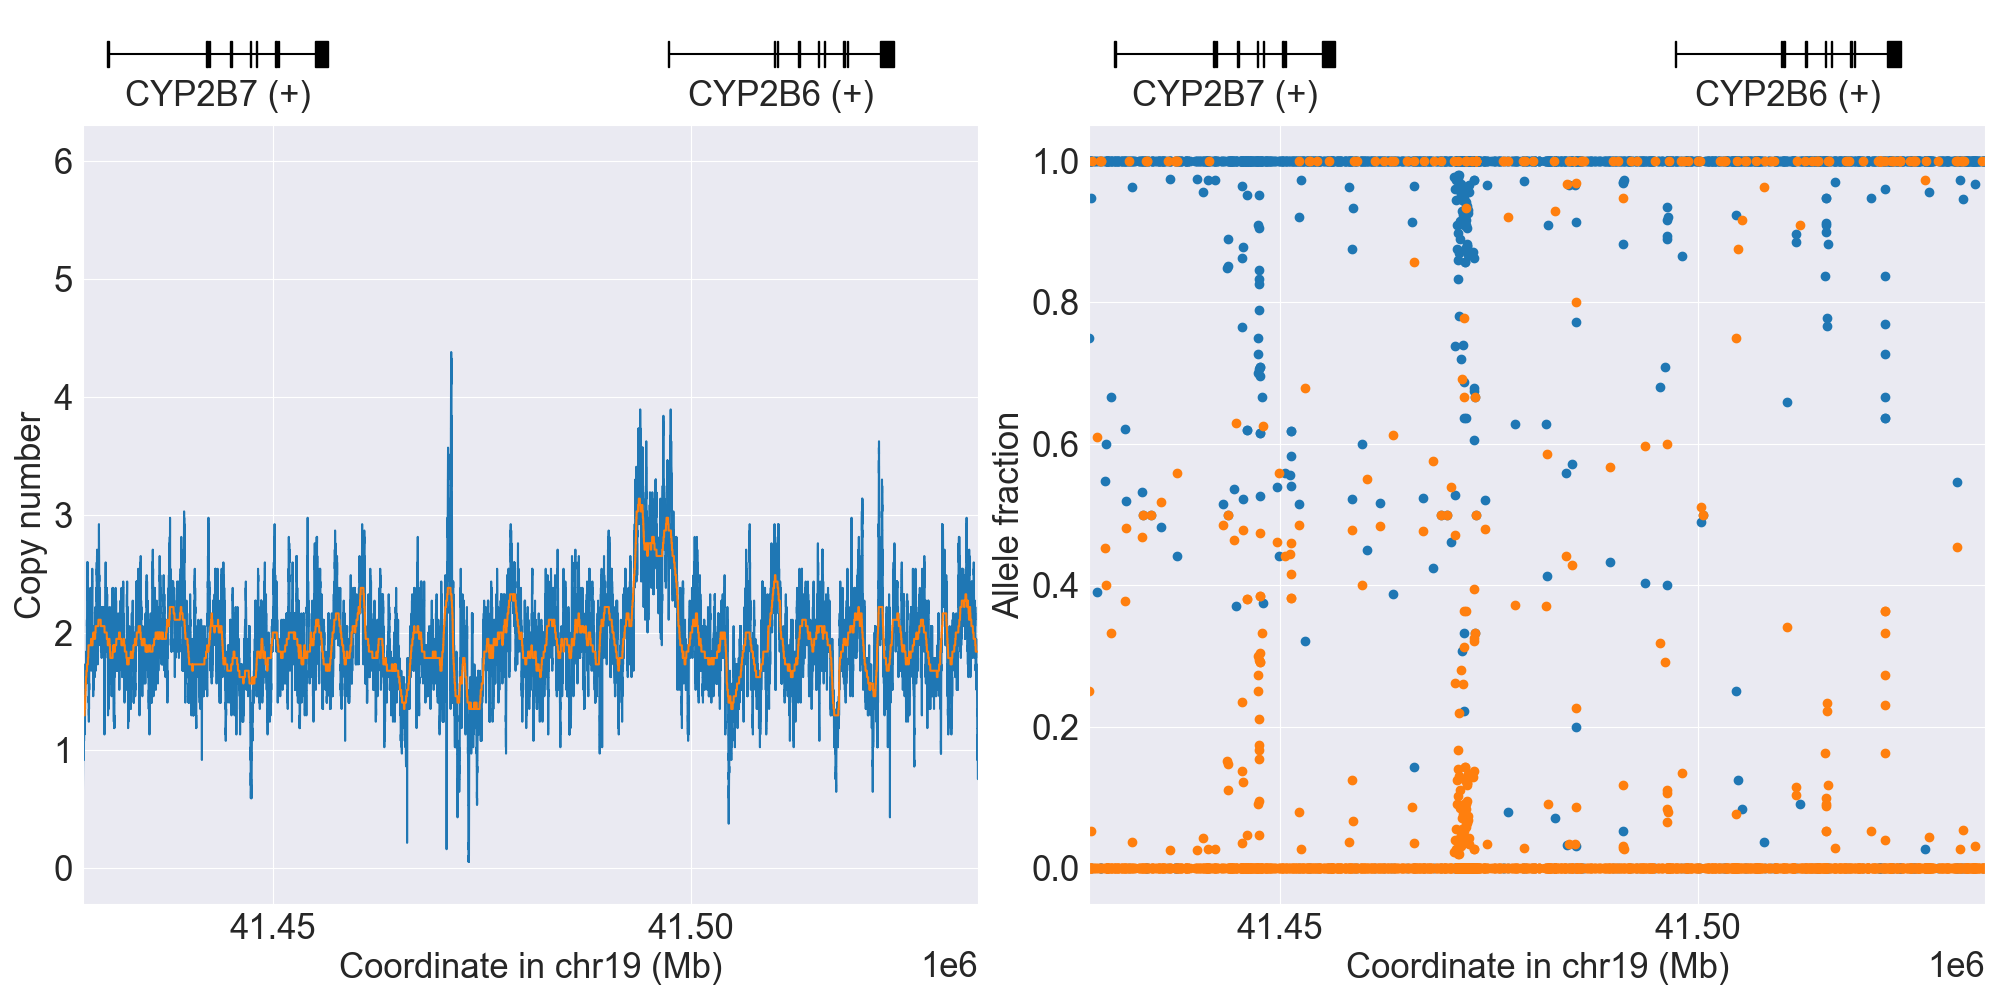 CYP2B7 (+)
CYP2B6 (+)
6
5
4
3
2
1
0
Copy number
41.45
41.50
Coordinate in chr19 (Mb)
1e6
CYP2B7 (+)
CYP2B6 (+)
1.0
0.8
0.6
0.4
0.2
0.0
Allele fraction
41.45
41.50
Coordinate in chr19 (Mb)
1e6